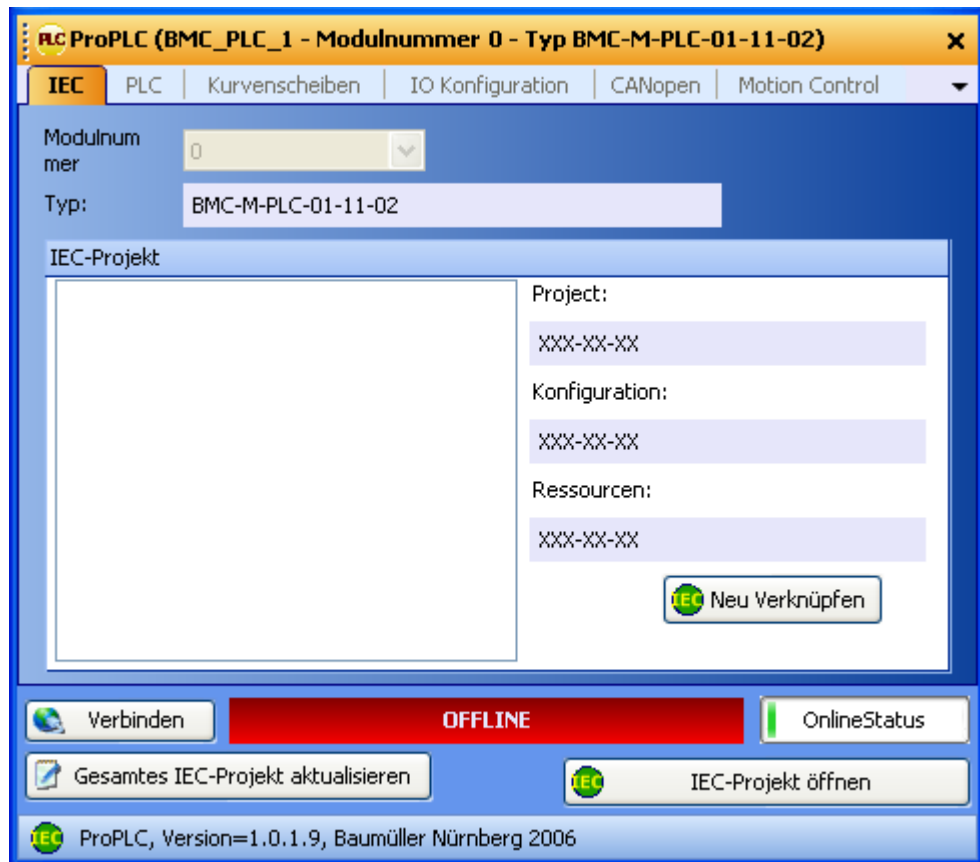 PLC ProPLC (BMC_PLC_1 - Modulnummer 0 - Typ BMC-M-PLC-01-11-02)
IEC PLC Kurvenscheiben IO Konfiguration CANopen Motion Control
Modulnum
mer
0
Typ: BMC-M-PLC-01-11-02
IEC-Projekt
Project:
XXX-XX-XX
Konfiguration:
XXX-XX-XX
Ressourcen:
XXX-XX-XX
IEC Neu Verknüpfen
Verbinden OFFLINE OnlineStatus
Gesamtes IEC-Projekt aktualisieren IEC IEC-Projekt öffnen
IEC ProPLC, Version=1.0.1.9, Baumüller Nürnberg 2006